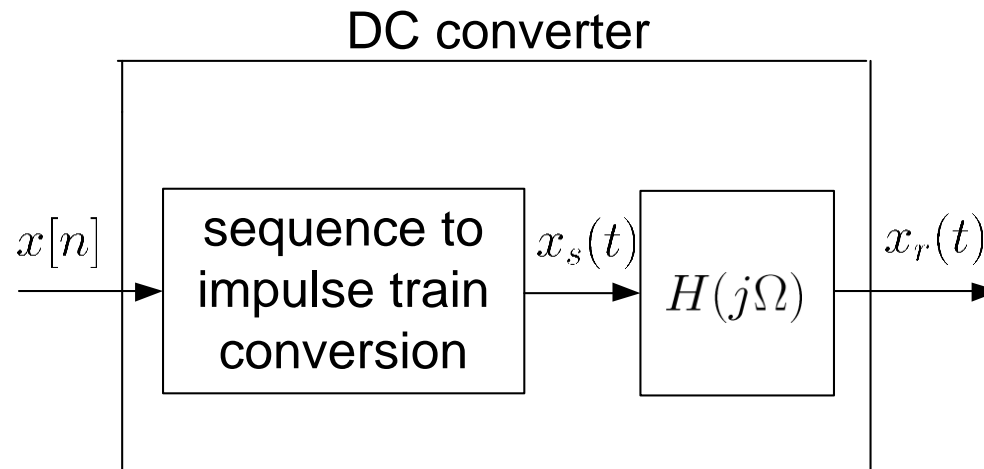 DC converter
x[n]
sequence to
impulse train
conversion
x_s(t)
H(jΩ)
x_r(t)